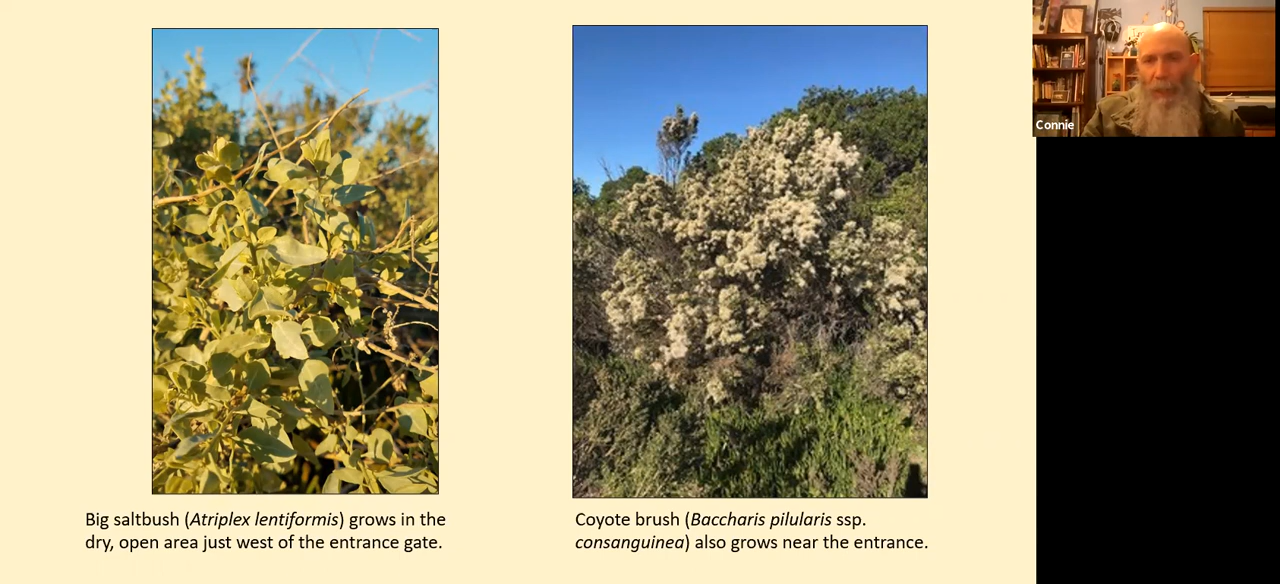 Connie
Big saltbush (Atriplex lentiformis) grows in the
dry, open area just west of the entrance gate.
Coyote brush (Baccharis pilularis ssp.
consanguinea) also grows near the entrance.